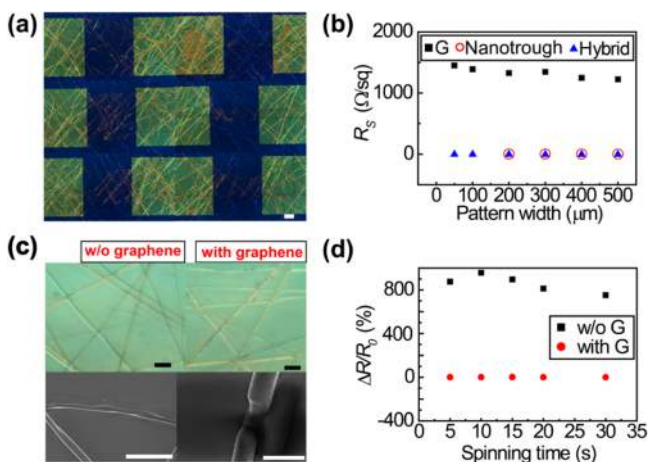 (a)
(b)
G Nanotrough Hybrid
2000
1000
0
R_S (Ω/sq)
0 100 200 300 400 500
Pattern width (μm)
(c)
w/o graphene with graphene
(d)
800
400
0
-400
ΔR/R_0 (%)
w/o G
with G
0 5 10 15 20 25 30 35
Spinning time (s)